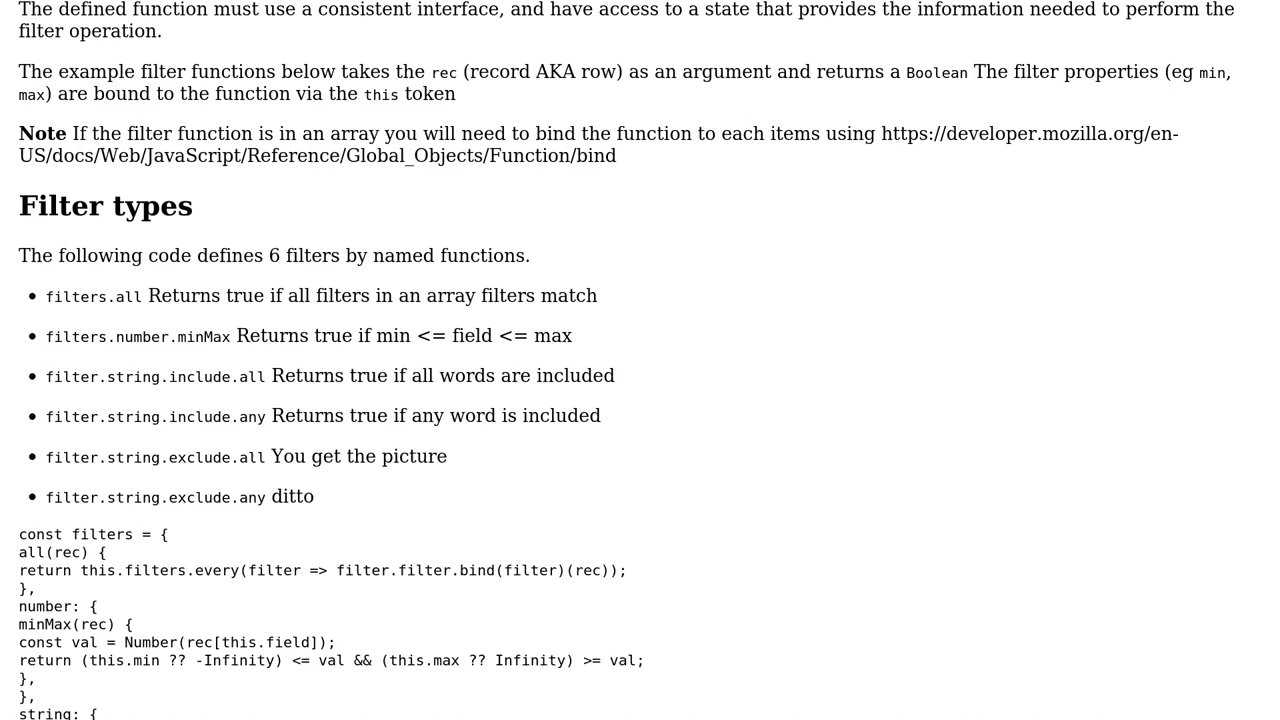 The defined function must use a consistent interface, and have access to a state that provides the information needed to perform the
filter operation.
The example filter functions below takes the rec (record AKA row) as an argument and returns a Boolean The filter properties (eg min,
max) are bound to the function via the this token
Note If the filter function is in an array you will need to bind the function to each items using https://developer.mozilla.org/en-
US/docs/Web/JavaScript/Reference/Global_Objects/Function/bind
Filter types
The following code defines 6 filters by named functions.
• filters.all Returns true if all filters in an array filters match
• filters.number.minMax Returns true if min <= field <= max
• filter.string.include.all Returns true if all words are included
• filter.string.include.any Returns true if any word is included
• filter.string.exclude.all You get the picture
• filter.string.exclude.any ditto
const filters = {
all(rec) {
return this.filters.every(filter => filter.filter.bind(filter)(rec));
},
number: {
minMax(rec) {
const val = Number(rec[this.field]);
return (this.min ?? -Infinity) <= val && (this.max ?? Infinity) >= val;
},
},
string: {